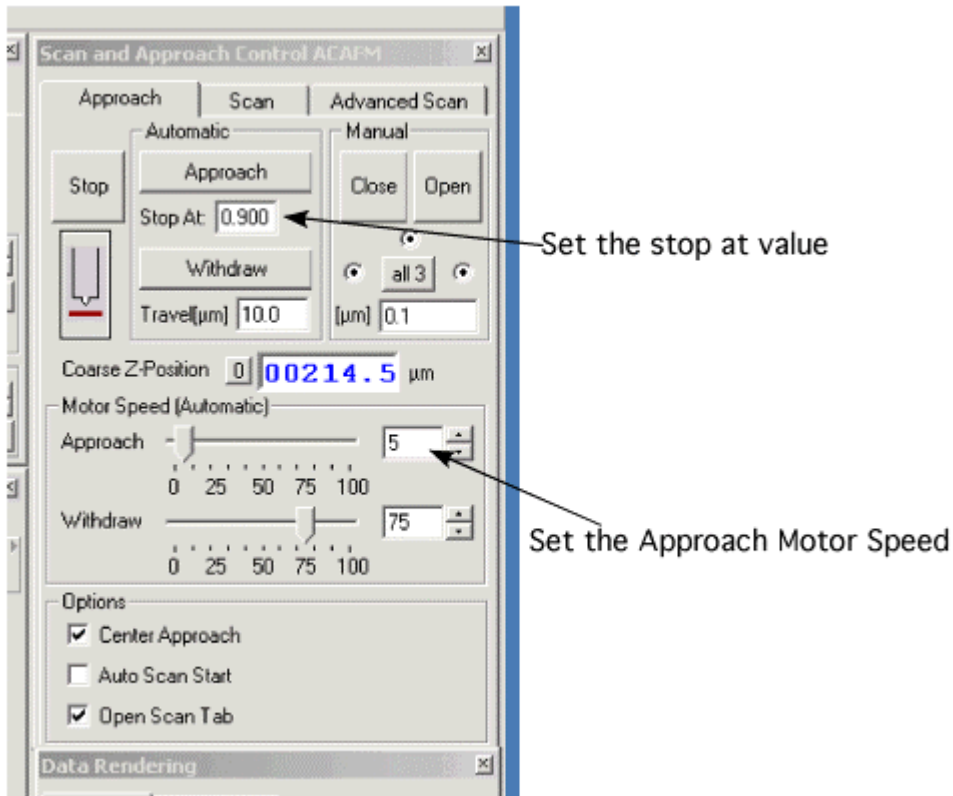 Scan and Approach Control ACAFM
Approach Scan Advanced Scan
Automatic Manual
Stop Approach Close Open
Stop At: 0.900
Set the stop at value
Withdraw all 3
Travel[µm] 10.0 [µm] 0.1
Coarse Z-Position 0 00214.5 µm
Motor Speed (Automatic)
Approach 5
0 25 50 75 100
Withdraw 75
Set the Approach Motor Speed
0 25 50 75 100
Options
Center Approach
Auto Scan Start
Open Scan Tab
Data Rendering